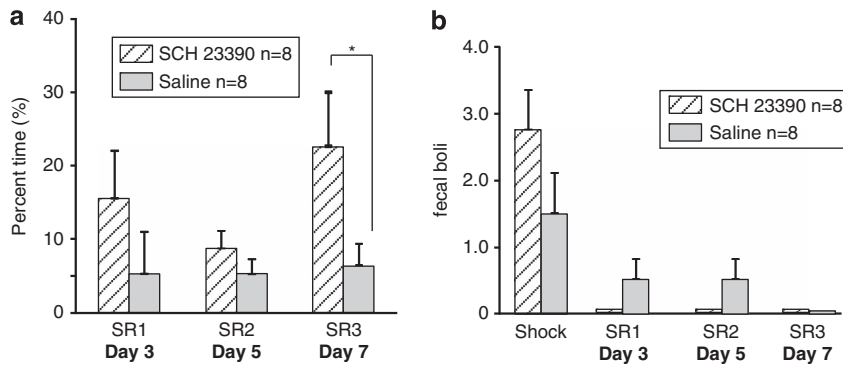 a
40
30
20
10
0
Percent time (%)
SCH 23390 n=8
Saline n=8
*
SR1
SR2
SR3
Day 3
Day 5
Day 7
b
4.0
3.0
2.0
1.0
0
fecal boli
SCH 23390 n=8
Saline n=8
Shock
SR1
SR2
SR3
Day 3
Day 5
Day 7